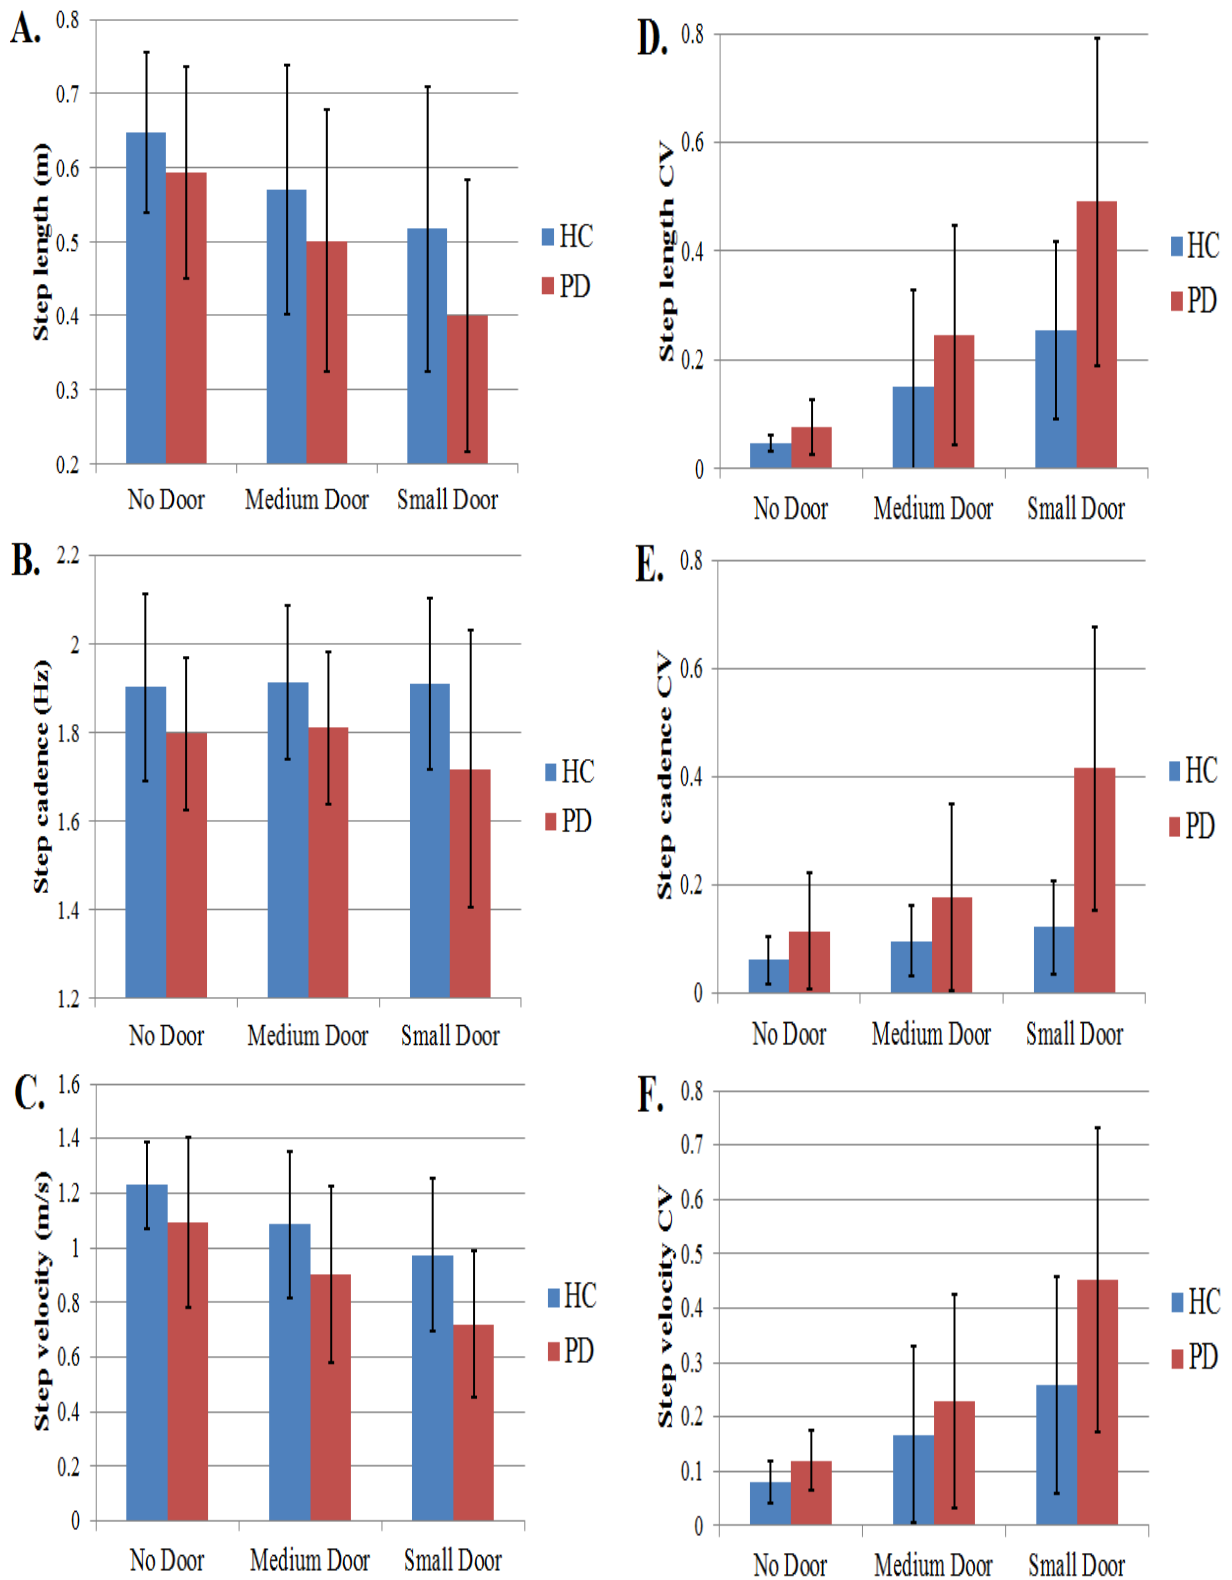 A.
Step length (m)
0.8
0.7
0.6
0.5
0.4
0.3
0.2
No Door Medium Door Small Door
HC
PD
D.
Step length CV
0.8
0.6
0.4
0.2
0
No Door Medium Door Small Door
HC
PD
B.
Step cadence (Hz)
2.2
2
1.8
1.6
1.4
1.2
No Door Medium Door Small Door
HC
PD
E.
Step cadence CV
0.8
0.6
0.4
0.2
0
No Door Medium Door Small Door
HC
PD
C.
Step velocity (m/s)
1.6
1.4
1.2
1
0.8
0.6
0.4
0.2
0
No Door Medium Door Small Door
HC
PD
F.
Step velocity CV
0.8
0.7
0.6
0.5
0.4
0.3
0.2
0.1
0
No Door Medium Door Small Door
HC
PD